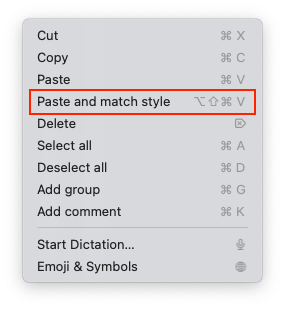 Cut ⌘ X
Copy ⌘ C
Paste ⌘ V
Paste and match style ⌥⇧⌘ V
Delete ⌦
Select all ⌘ A
Deselect all ⌘ D
Add group ⌘ G
Add comment ⌘ K
Start Dictation...
Emoji & Symbols